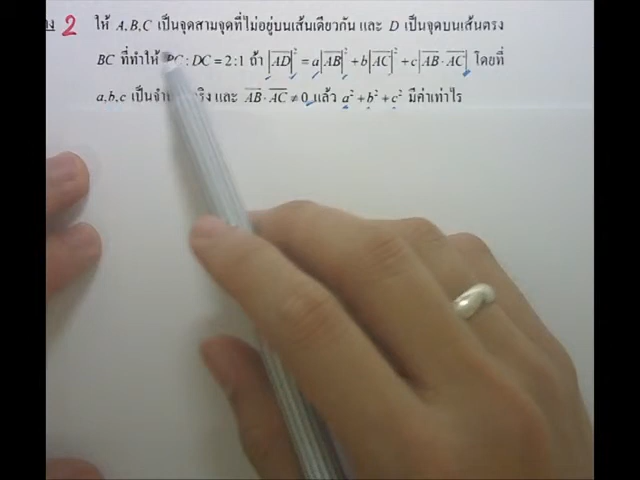 2 ให้ A,B,C เป็นจุดสามจุดที่ไม่อยู่บนเส้นเดียวกัน และ D เป็นจุดบนเส้นตรง
BC ที่ทำให้ :DC = 2:1 ถ้า |AD|² = a|AB|² + b|AC|² + c|AB · AC| โดยที่
a,b,c เป็นจำ ริง และ AB · AC ≠ 0 แล้ว a² + b² + c² มีค่าเท่าไร